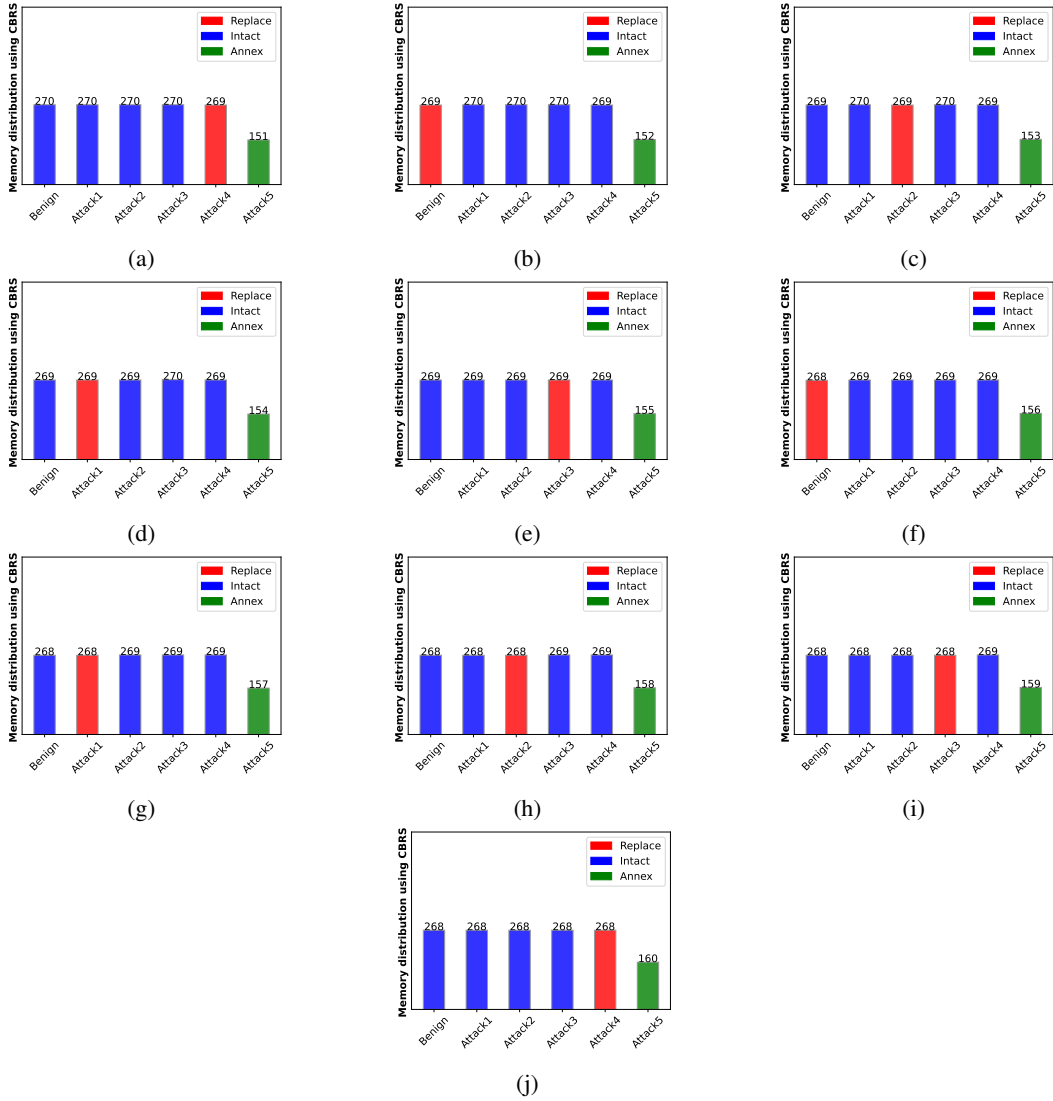 Memory distribution using CBRS
Replace
Intact
Annex
270 270 270 270 269 151
Benign Attack1 Attack2 Attack3 Attack4 Attack5
(a)
Memory distribution using CBRS
Replace
Intact
Annex
269 270 270 270 269 152
Benign Attack1 Attack2 Attack3 Attack4 Attack5
(b)
Memory distribution using CBRS
Replace
Intact
Annex
269 270 269 270 269 153
Benign Attack1 Attack2 Attack3 Attack4 Attack5
(c)
Memory distribution using CBRS
Replace
Intact
Annex
269 269 269 270 269 154
Benign Attack1 Attack2 Attack3 Attack4 Attack5
(d)
Memory distribution using CBRS
Replace
Intact
Annex
269 269 269 269 269 155
Benign Attack1 Attack2 Attack3 Attack4 Attack5
(e)
Memory distribution using CBRS
Replace
Intact
Annex
268 269 269 269 269 156
Benign Attack1 Attack2 Attack3 Attack4 Attack5
(f)
Memory distribution using CBRS
Replace
Intact
Annex
268 268 269 269 269 157
Benign Attack1 Attack2 Attack3 Attack4 Attack5
(g)
Memory distribution using CBRS
Replace
Intact
Annex
268 268 268 269 269 158
Benign Attack1 Attack2 Attack3 Attack4 Attack5
(h)
Memory distribution using CBRS
Replace
Intact
Annex
268 268 268 268 269 159
Benign Attack1 Attack2 Attack3 Attack4 Attack5
(i)
Memory distribution using CBRS
Replace
Intact
Annex
268 268 268 268 268 160
Benign Attack1 Attack2 Attack3 Attack4 Attack5
(j)